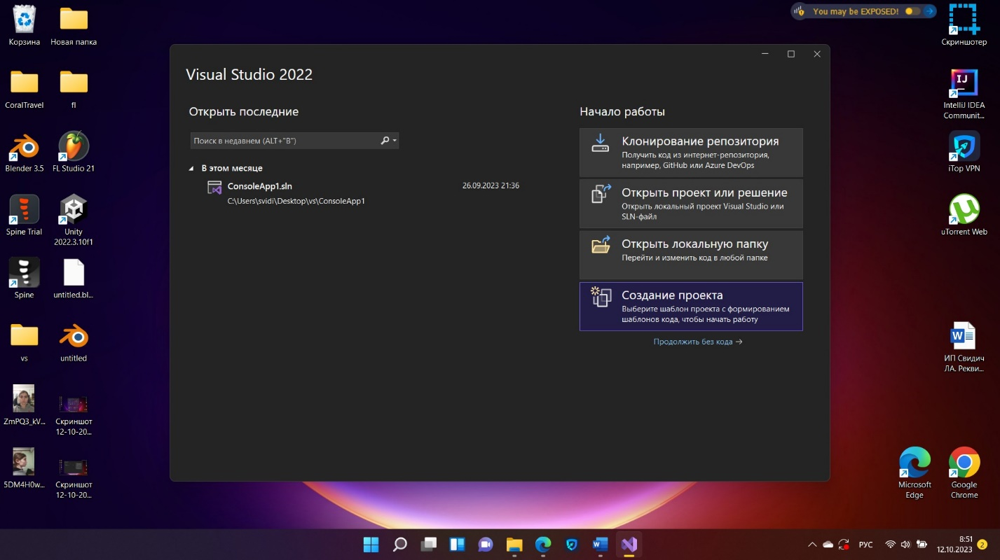 Корзина
Новая папка
CoralTravel
fl
Blender 3.5
FL Studio 21
Spine Trial
Unity
2022.3.10f1
Spine
untitled.bl...
vs
untitled
ZmPQ3_kV...
Скриншот
12-10-20...
5DM4H0w...
Скриншот
12-10-20...
You may be EXPOSED!
Visual Studio 2022
Открыть последние
Поиск в недавнем (ALT+"В")
В этом месяце
ConsoleApp1.sln
26.09.2023 21:36
C:\Users\svidi\Desktop\vs\ConsoleApp1
Начало работы
Клонирование репозитория
Получить код из интернет-репозитория,
например, GitHub или Azure DevOps
Открыть проект или решение
Открыть локальный проект Visual Studio или
SLN-файл
Открыть локальную папку
Перейти и изменить код в любой папке
Создание проекта
Выберите шаблон проекта с формированием
шаблонов кода, чтобы начать работу
Продолжить без кода →
Скриншотер
IJ
IntelliJ IDEA
Communit...
iTop VPN
uTorrent Web
W
ИП Свидич
ЛА. Рекви...
Microsoft
Edge
Google
Chrome
W
РУС
8:51
12.10.2023
2